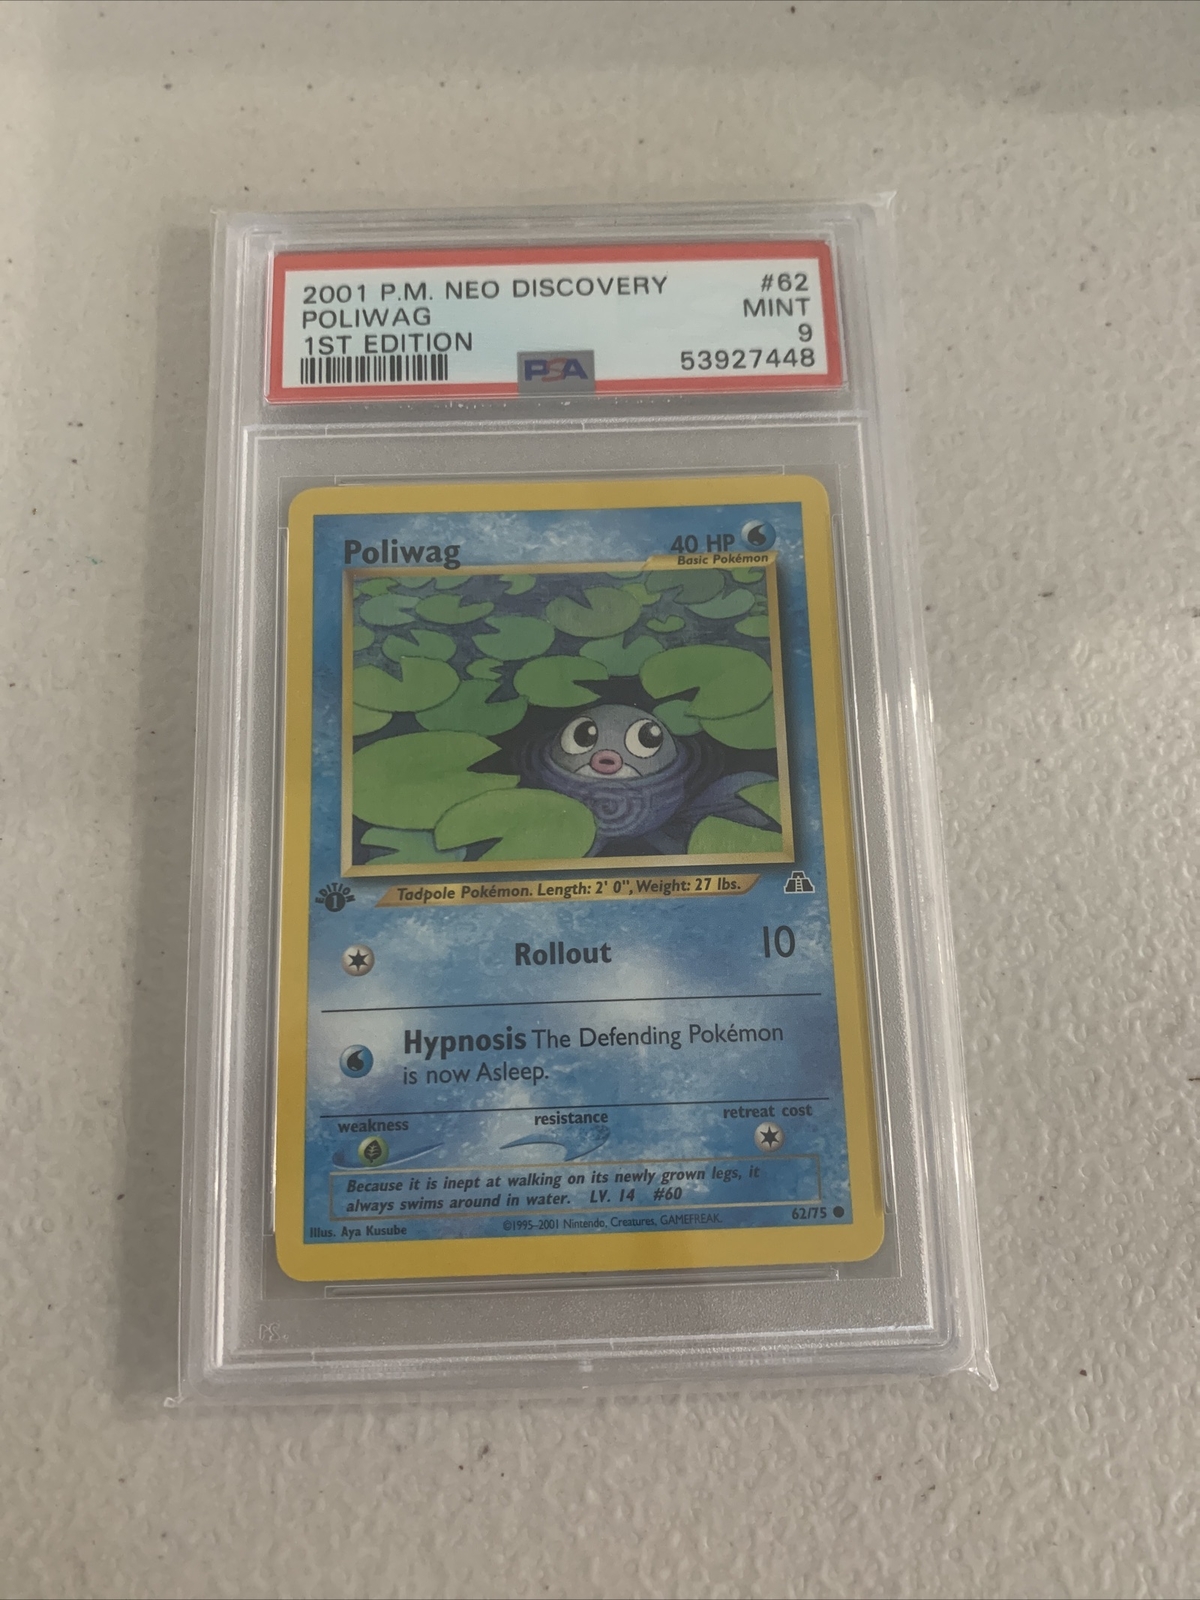 2001 P.M. NEO DISCOVERY #62
POLIWAG MINT
1ST EDITION 9
PSA 53927448
Poliwag 40 HP
Basic Pokémon
EDITION
1
Tadpole Pokémon. Length: 2' 0", Weight: 27 lbs.
Rollout 10
Hypnosis The Defending Pokémon
is now Asleep.
weakness resistance retreat cost
Because it is inept at walking on its newly grown legs, it
always swims around in water. LV. 14 #60
62/75
Illus. Aya Kusube ©1995-2001 Nintendo, Creatures, GAMEFREAK.